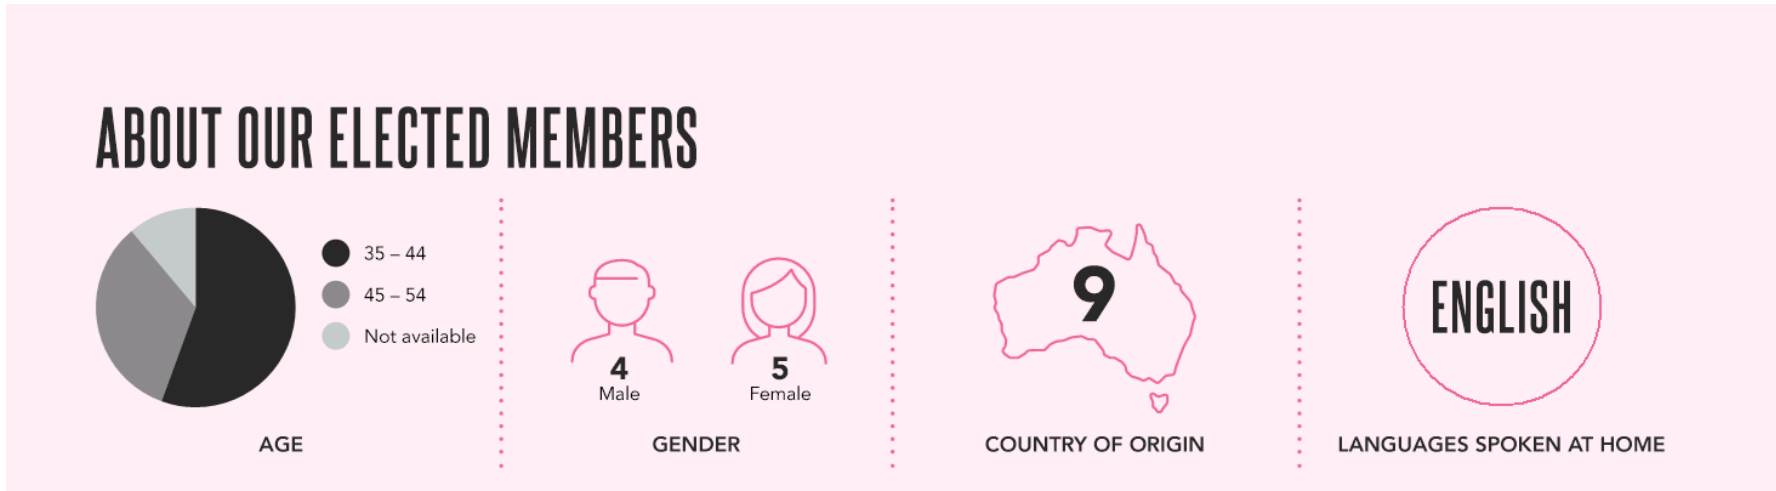 ABOUT OUR ELECTED MEMBERS
35 – 44
45 – 54
Not available
AGE
4
Male
5
Female
GENDER
9
COUNTRY OF ORIGIN
ENGLISH
LANGUAGES SPOKEN AT HOME